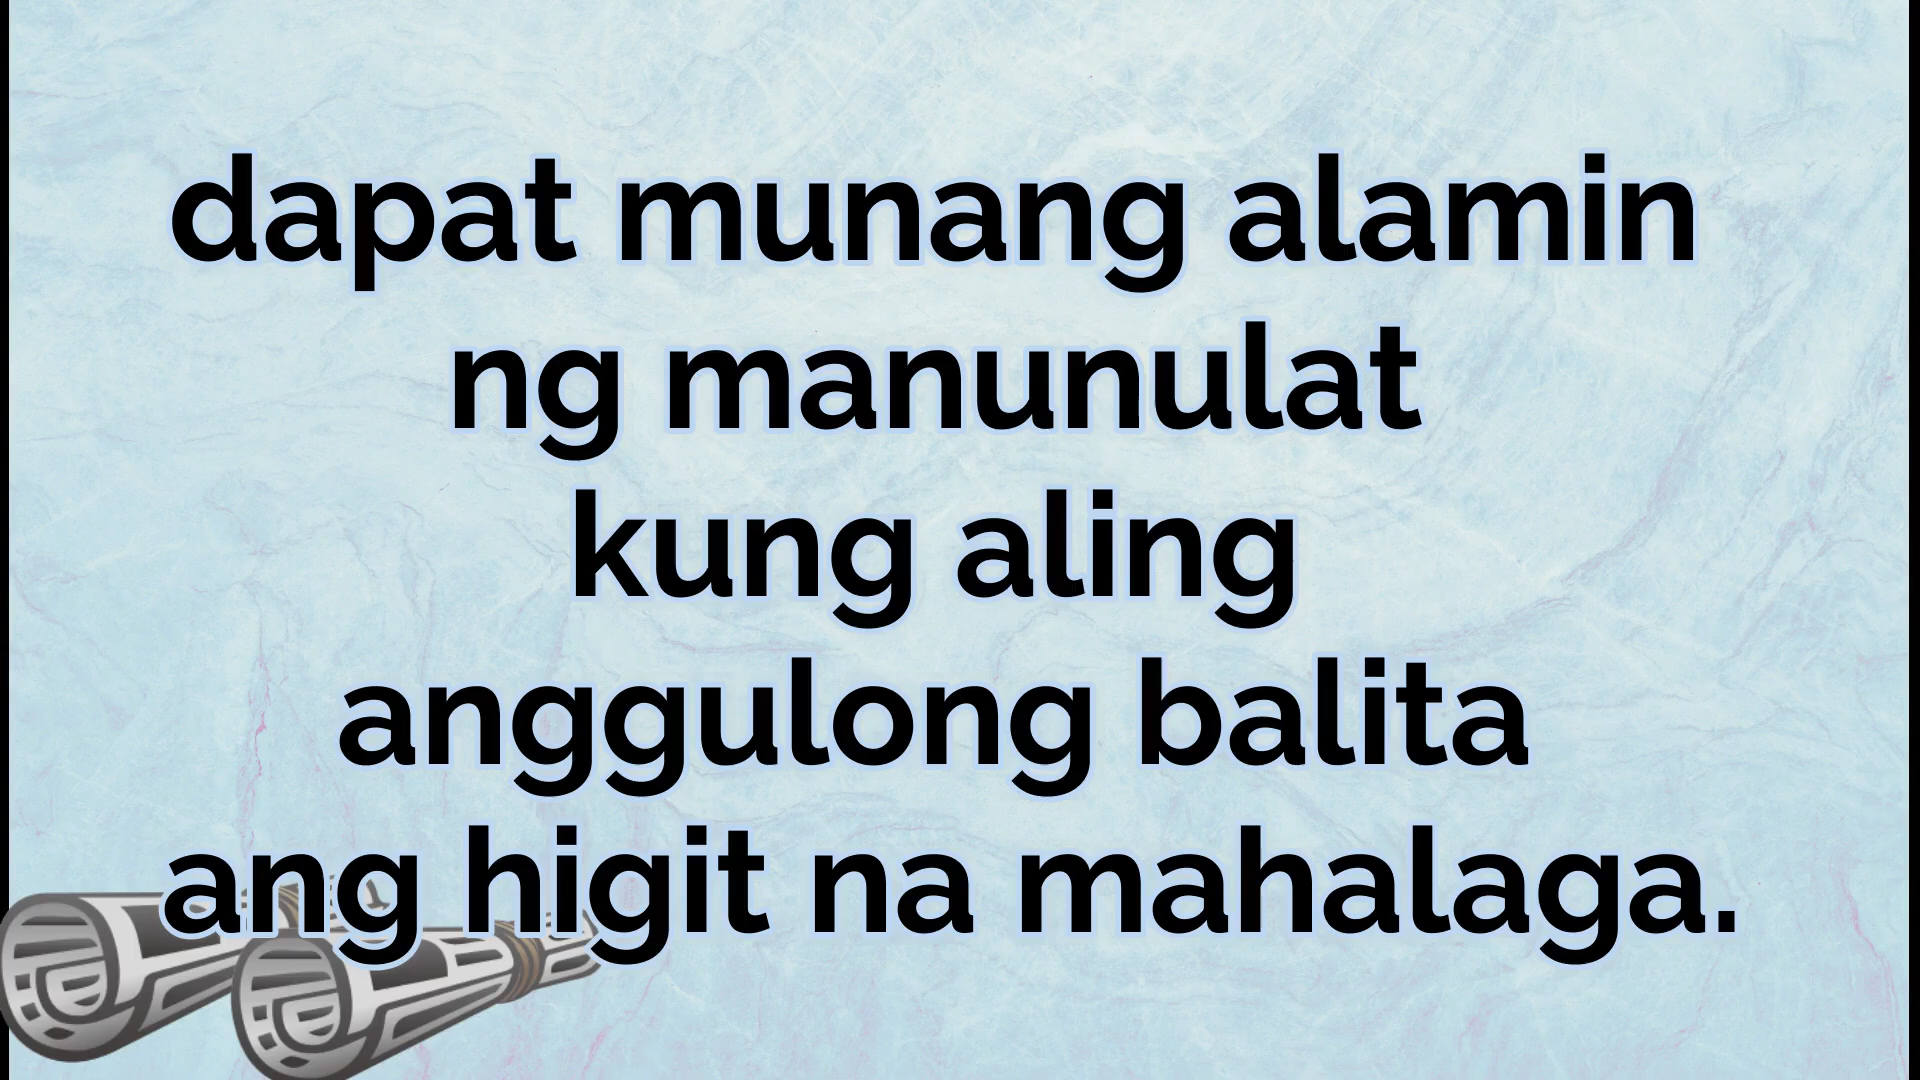 dapat munang alamin
ng manunulat
kung aling
anggulong balita
ang higit na mahalaga.